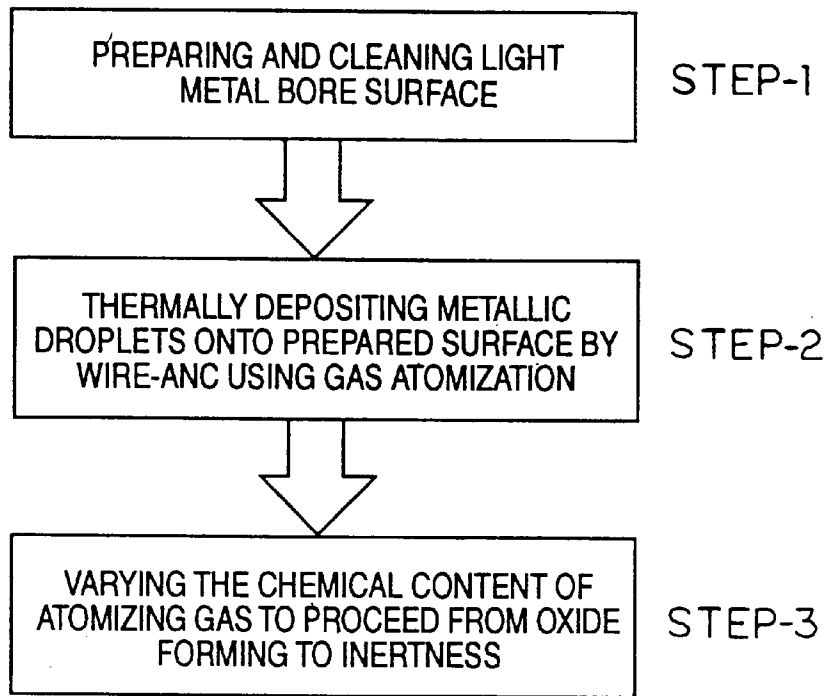 PREPARING AND CLEANING LIGHT
METAL BORE SURFACE
STEP-1
THERMALLY DEPOSITING METALLIC
DROPLETS ONTO PREPARED SURFACE BY
WIRE-ANC USING GAS ATOMIZATION
STEP-2
VARYING THE CHEMICAL CONTENT OF
ATOMIZING GAS TO PROCEED FROM OXIDE
FORMING TO INERTNESS
STEP-3